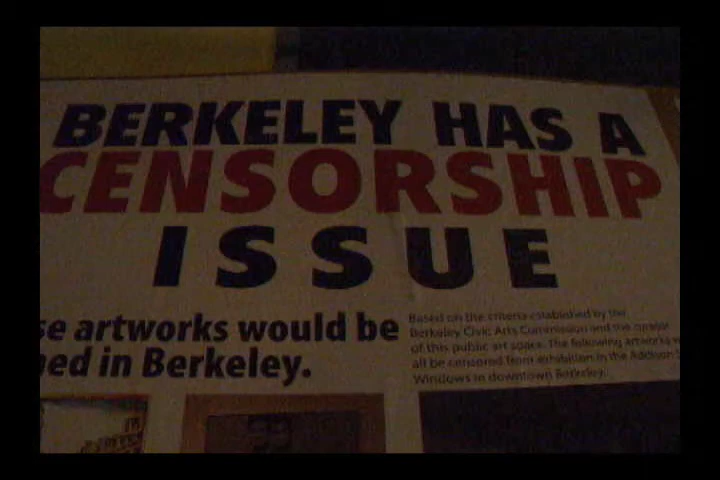 BERKELEY HAS A
CENSORSHIP
ISSUE
se artworks would be
ned in Berkeley.
Based on the criteria established by the
Berkeley Civic Arts Commission and the curator
of this public art space. The following artworks w
all be censored from exhibition in the Addison S
Windows in downtown Berkeley.